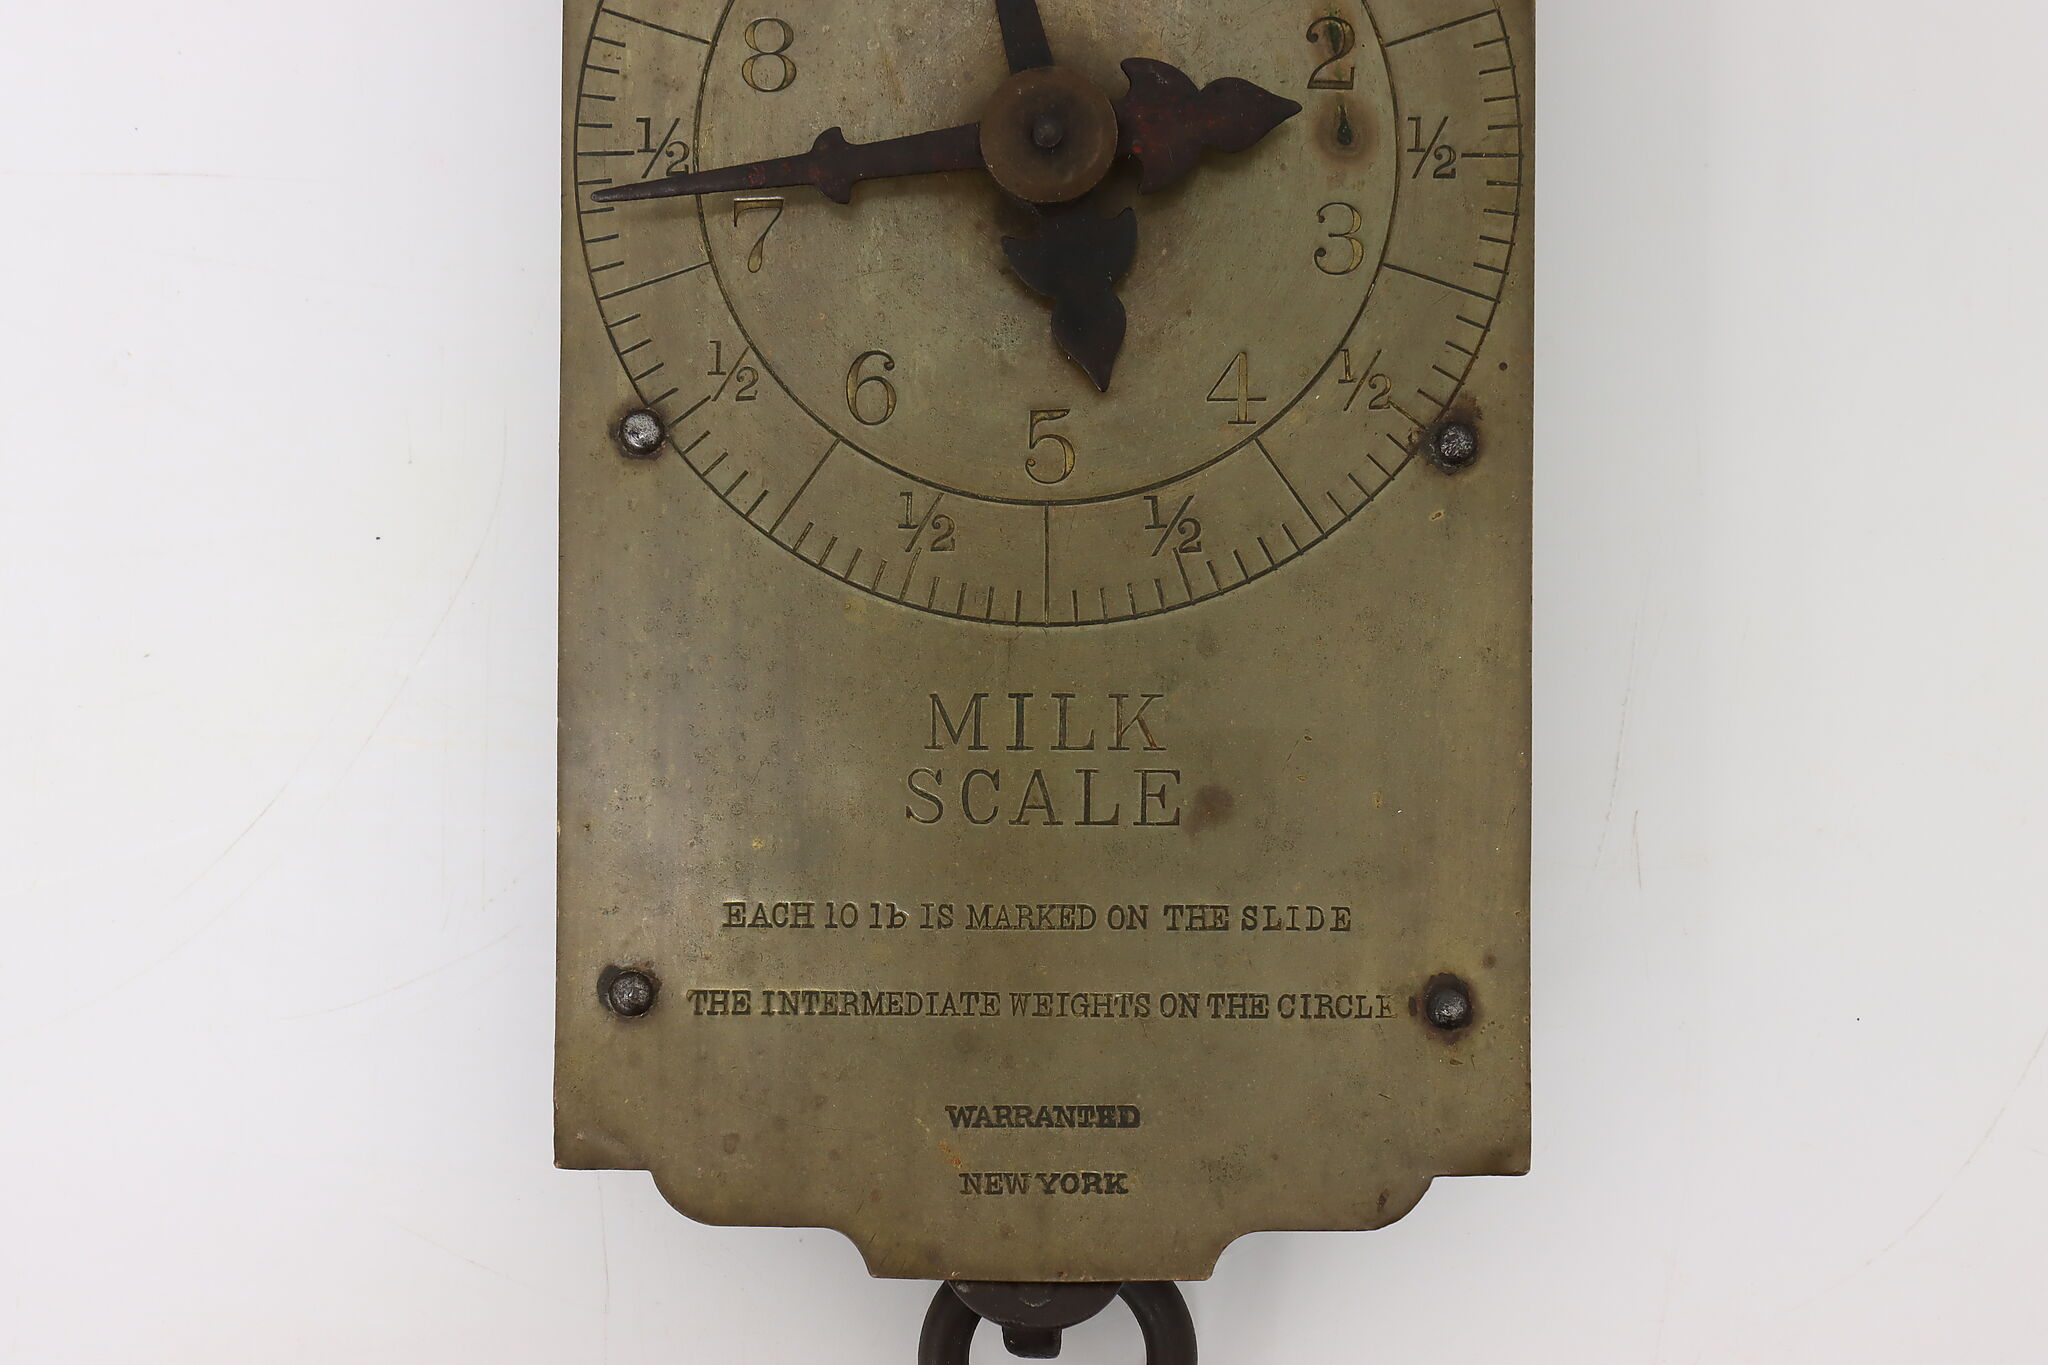 8 2
½ ½
7 3
½ ½
6 4
5
½ ½
MILK
SCALE
EACH 10 lb IS MARKED ON THE SLIDE
THE INTERMEDIATE WEIGHTS ON THE CIRCLE
WARRANTED
NEW YORK